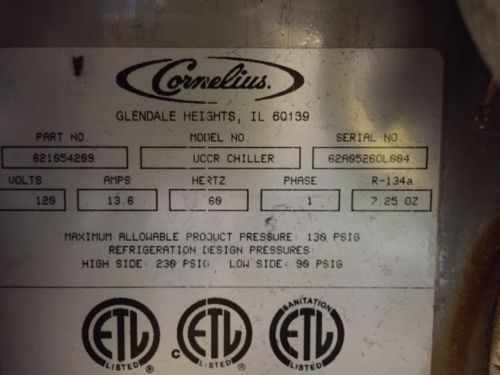 Cornelius.
GLENDALE HEIGHTS, IL 60139
PART NO. MODEL NO. SERIAL NO.
621054209 UCCR CHILLER 62A0526OL004
VOLTS AMPS HERTZ PHASE R-134a
120 13.6 60 1 7.25 OZ
MAXIMUM ALLOWABLE PRODUCT PRESSURE: 130 PSIG
REFRIGERATION DESIGN PRESSURES:
HIGH SIDE: 230 PSIG LOW SIDE: 90 PSIG
ETL LISTED
C ETL LISTED
SANITATION ETL LISTED